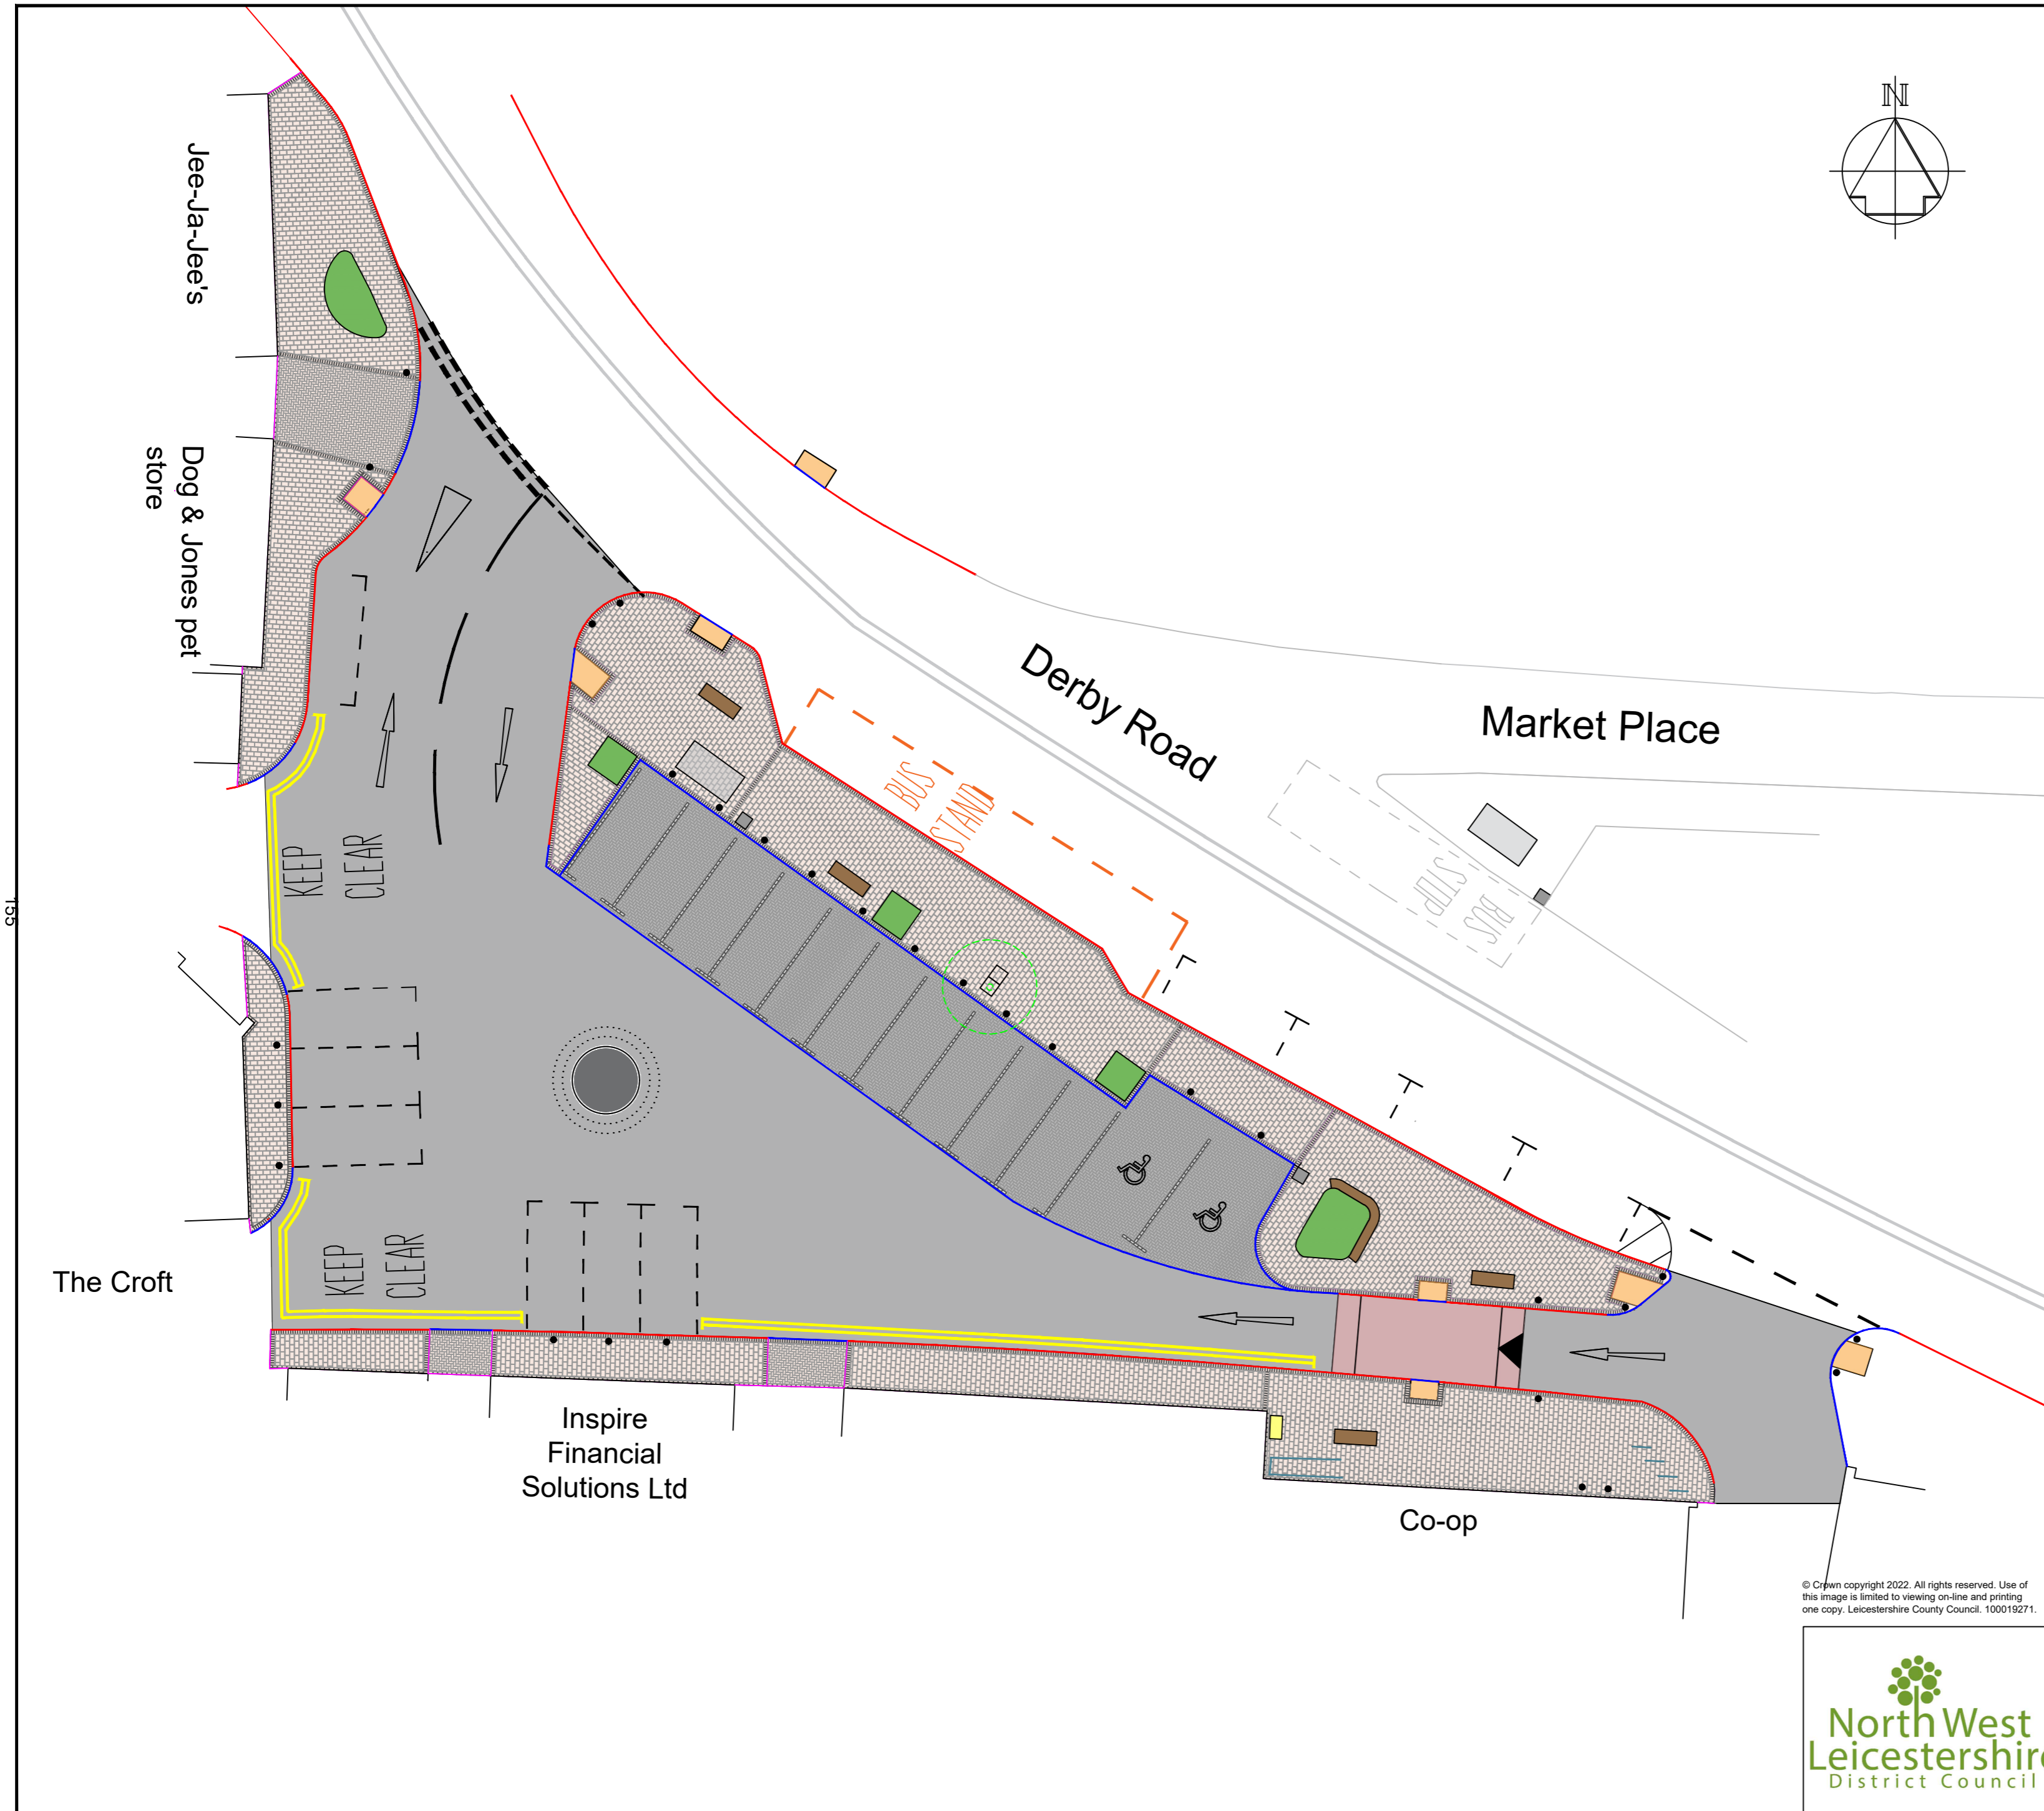 N
Jee-Ja-Jee's
Dog & Jones pet
store
Derby Road
Market Place
BUS
STAND
BUS
STIP
KEEP
CLEAR
155
KEEP
CLEAR
The Croft
Inspire
Financial
Solutions Ltd
Co-op
© Crown copyright 2022. All rights reserved. Use of
this image is limited to viewing on-line and printing
one copy. Leicestershire County Council. 100019271.
North West
Leicestershire
District Council